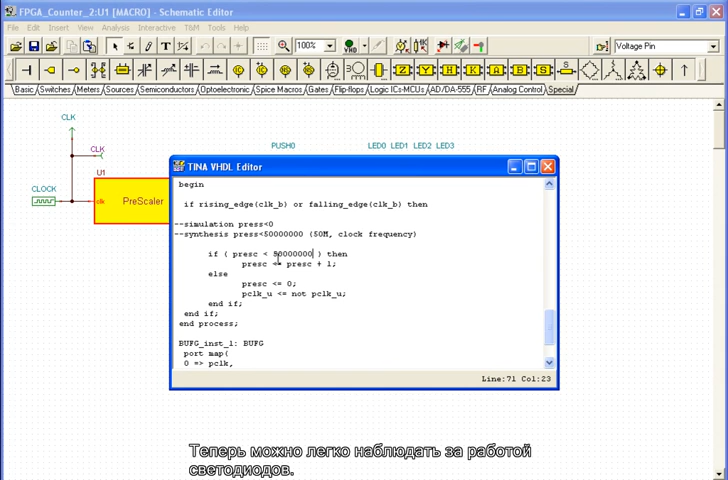 FPGA_Counter_2:U1 [MACRO] - Schematic Editor
File Edit Insert View Analysis Interactive T&M Tools Help
100% VHD Voltage Pin
Basic Switches Meters Sources Semiconductors Optoelectronic Spice Macros Gates Flip-flops Logic ICs-MCUs AD/DA-555 RF Analog Control Special
CLK
CLK
PUSH0 LED0 LED1 LED2 LED3
CLOCK
U1
clk PreScaler
TINA VHDL Editor
begin
if rising_edge(clk_b) or falling_edge(clk_b) then
--simulation press<0
--synthesis press<50000000 (50M, clock frequency)
if ( presc < 50000000 ) then
presc <= presc + 1;
else
presc <= 0;
pclk_u <= not pclk_u;
end if;
end if;
end process;
BUFG_inst_1: BUFG
port map(
O => pclk,
Line:71 Col:23
Теперь можно легко наблюдать за работой
светодиодов.